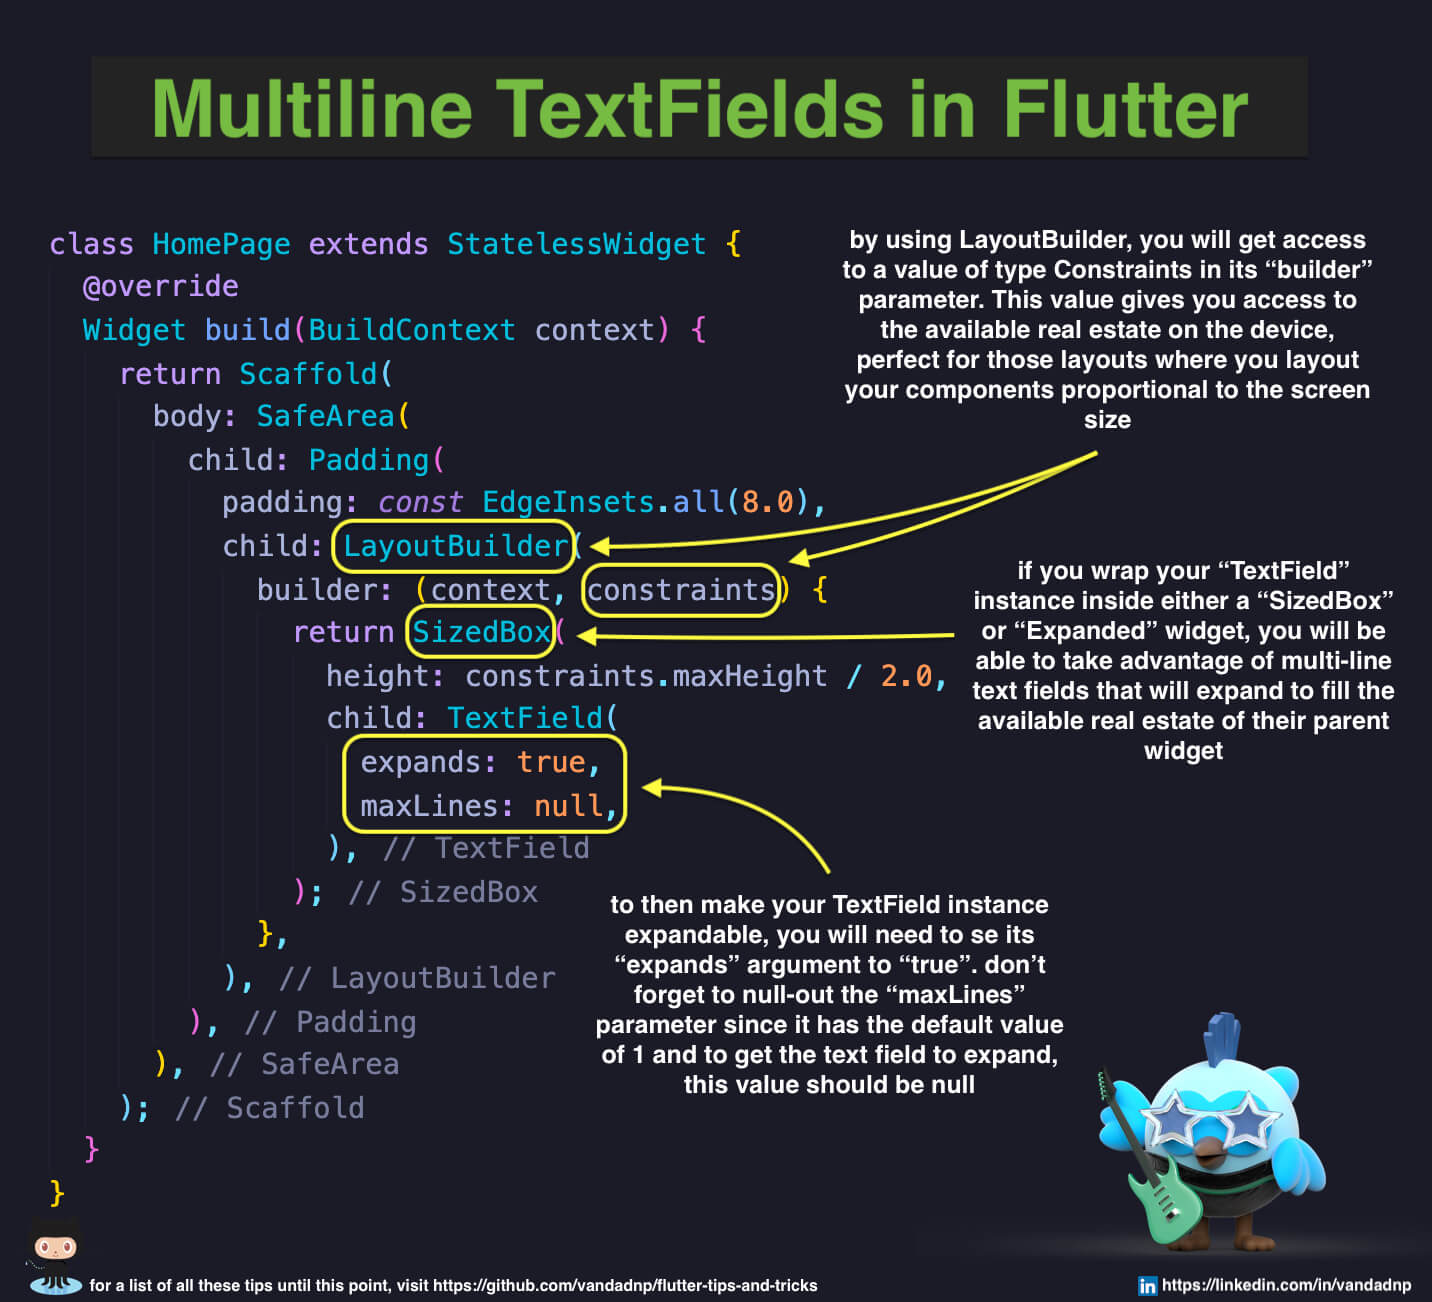 Multiline TextFields in Flutter
class HomePage extends StatelessWidget {
@override
Widget build(BuildContext context) {
return Scaffold(
body: SafeArea(
child: Padding(
padding: const EdgeInsets.all(8.0),
child: LayoutBuilder(
builder: (context, constraints) {
return SizedBox(
height: constraints.maxHeight / 2.0,
child: TextField(
expands: true,
maxLines: null,
), // TextField
); // SizedBox
},
), // LayoutBuilder
), // Padding
), // SafeArea
); // Scaffold
}
}
by using LayoutBuilder, you will get access
to a value of type Constraints in its “builder”
parameter. This value gives you access to
the available real estate on the device,
perfect for those layouts where you layout
your components proportional to the screen
size
if you wrap your “TextField”
instance inside either a “SizedBox”
or “Expanded” widget, you will be
able to take advantage of multi-line
text fields that will expand to fill the
available real estate of their parent
widget
to then make your TextField instance
expandable, you will need to se its
“expands” argument to “true”. don’t
forget to null-out the “maxLines”
parameter since it has the default value
of 1 and to get the text field to expand,
this value should be null
for a list of all these tips until this point, visit https://github.com/vandadnp/flutter-tips-and-tricks
in https://linkedin.com/in/vandadnp